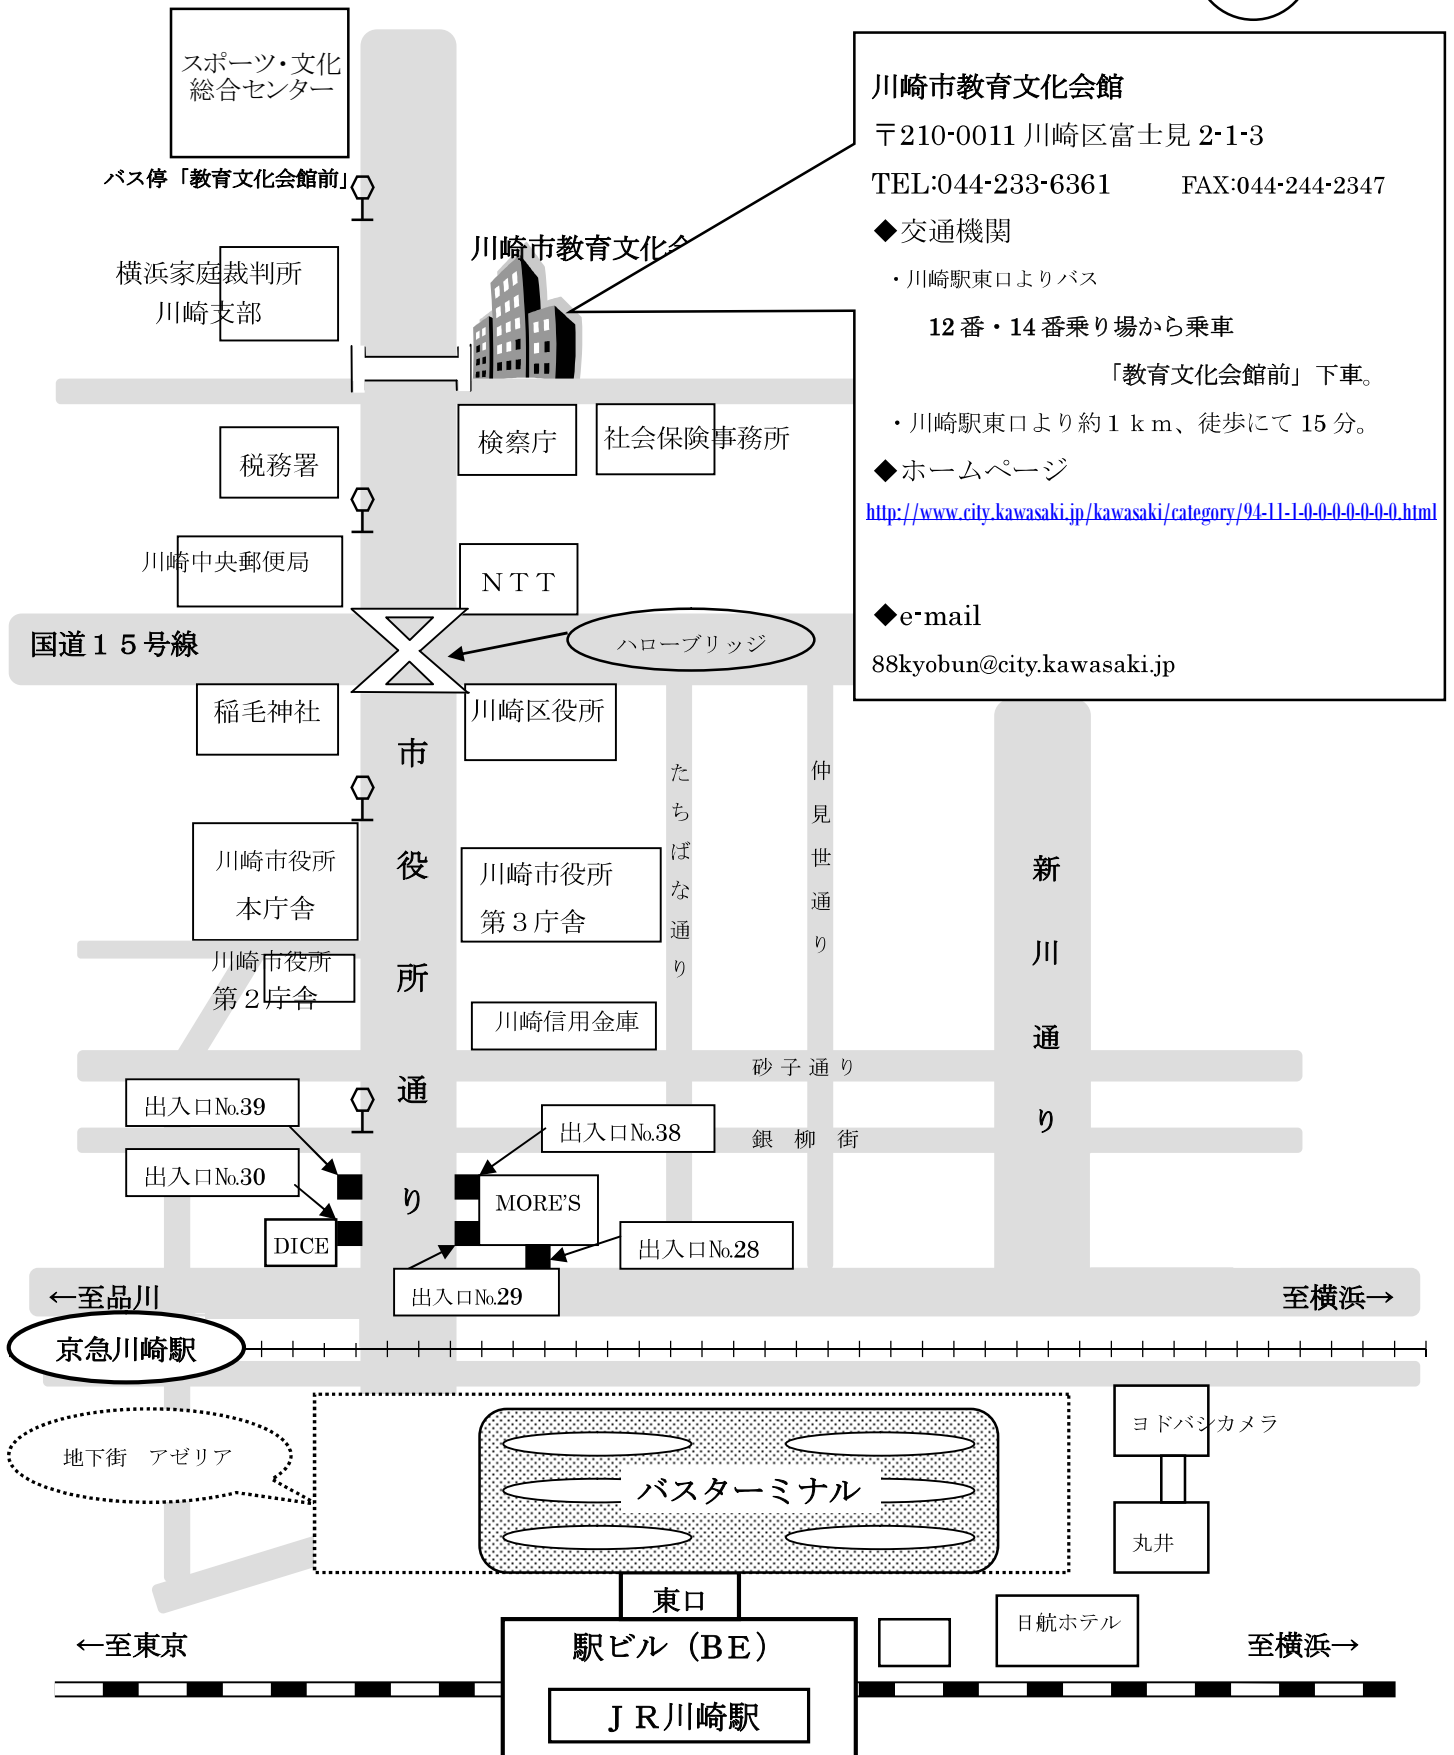 スポーツ・文化
総合センター
バス停「教育文化会館前」
川崎市教育文化会
川崎市教育文化会館
〒210-0011 川崎区富士見 2-1-3
TEL:044-233-6361 FAX:044-244-2347
◆交通機関
・川崎駅東口よりバス
12 番・14 番乗り場から乗車
「教育文化会館前」下車。
・川崎駅東口より約１ｋｍ、徒歩にて 15 分。
◆ホームページ
http://www.city.kawasaki.jp/kawasaki/category/94-11-1-0-0-0-0-0-0-0.html
◆e-mail
88kyobun@city.kawasaki.jp
横浜家庭裁判所
川崎支部
検察庁
社会保険事務所
税務署
川崎中央郵便局
ＮＴＴ
国道１５号線
ハローブリッジ
稲毛神社
川崎区役所
市役所通り
たちばな通り
仲見世通り
新川通り
川崎市役所
本庁舎
川崎市役所
第３庁舎
川崎市役所
第２庁舎
川崎信用金庫
砂子通り
出入口№39
出入口№38
銀柳街
出入口№30
MORE'S
DICE
出入口№28
出入口№29
←至品川
至横浜→
京急川崎駅
地下街　アゼリア
バスターミナル
ヨドバシカメラ
丸井
東口
日航ホテル
←至東京
駅ビル（ＢＥ）
至横浜→
ＪＲ川崎駅